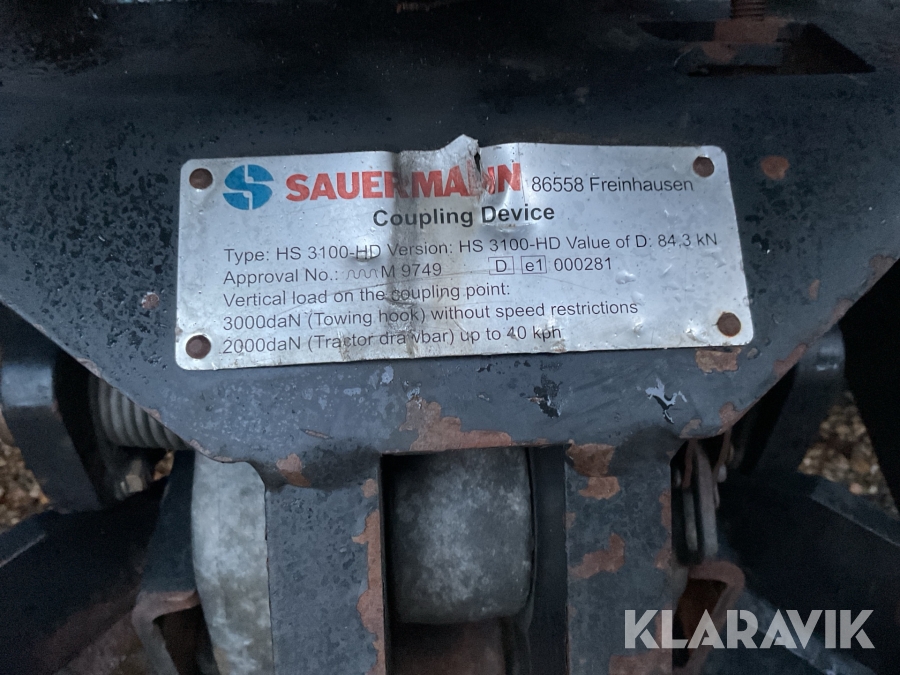 SAUERMANN 86558 Freinhausen
Coupling Device
Type: HS 3100-HD Version: HS 3100-HD Value of D: 84,3 kN
Approval No.: M 9749 D e1 000281
Vertical load on the coupling point:
3000daN (Towing hook) without speed restrictions
2000daN (Tractor drawbar) up to 40 kph
KLARAVIK